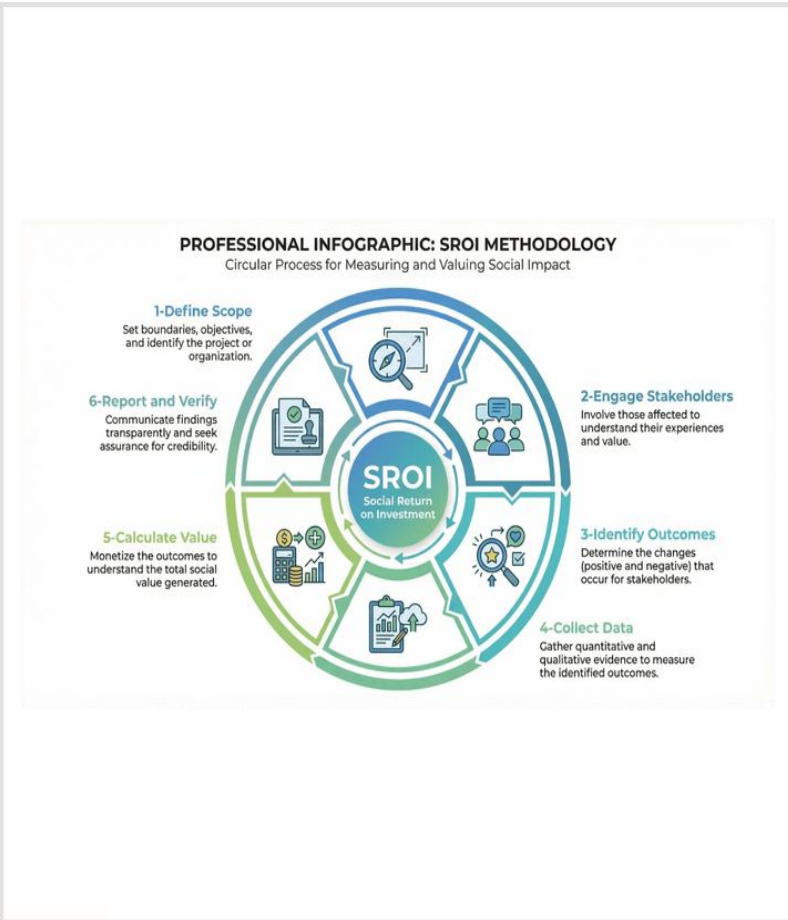 PROFESSIONAL INFOGRAPHIC: SROI METHODOLOGY
Circular Process for Measuring and Valuing Social Impact
1-Define Scope
Set boundaries, objectives,
and identify the project or
organization.
2-Engage Stakeholders
Involve those affected to
understand their experiences
and value.
3-Identify Outcomes
Determine the changes
(positive and negative) that
occur for stakeholders.
4-Collect Data
Gather quantitative and
qualitative evidence to measure
the identified outcomes.
5-Calculate Value
Monetize the outcomes to
understand the total social
value generated.
6-Report and Verify
Communicate findings
transparently and seek
assurance for credibility.
SROI
Social Return
on Investment
$